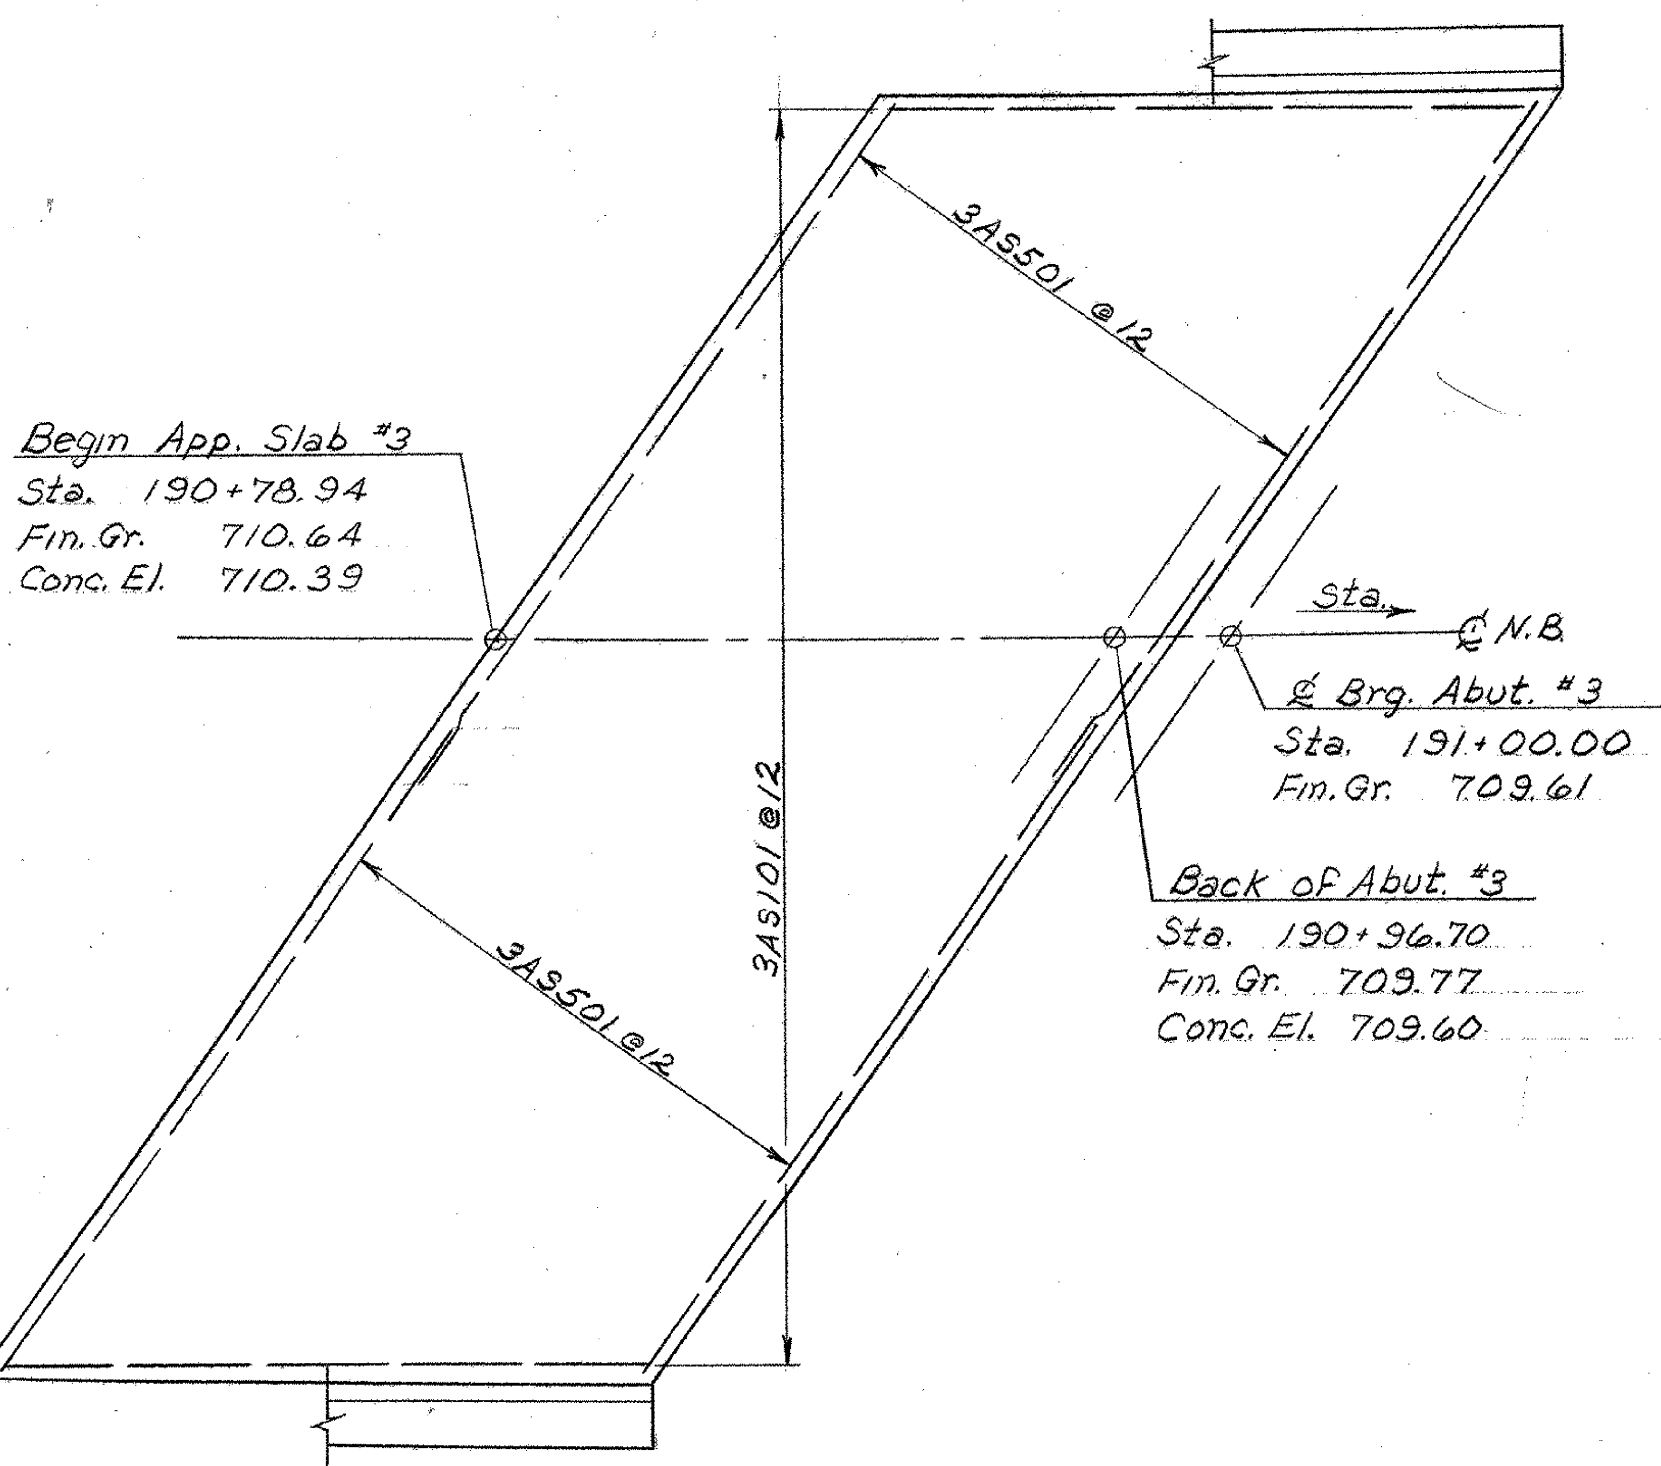 3AS501 @ 12
Begin App. Slab #3
Sta. 190+78.94
Fin. Gr. 710.64
Conc. El. 710.39
Sta.
℄ N.B.
℄ Brg. Abut. #3
Sta. 191+00.00
Fin. Gr. 709.61
3AS101 @ 12
Back of Abut. #3
Sta. 190+96.70
Fin. Gr. 709.77
Conc. El. 709.60
3AS501 @ 12